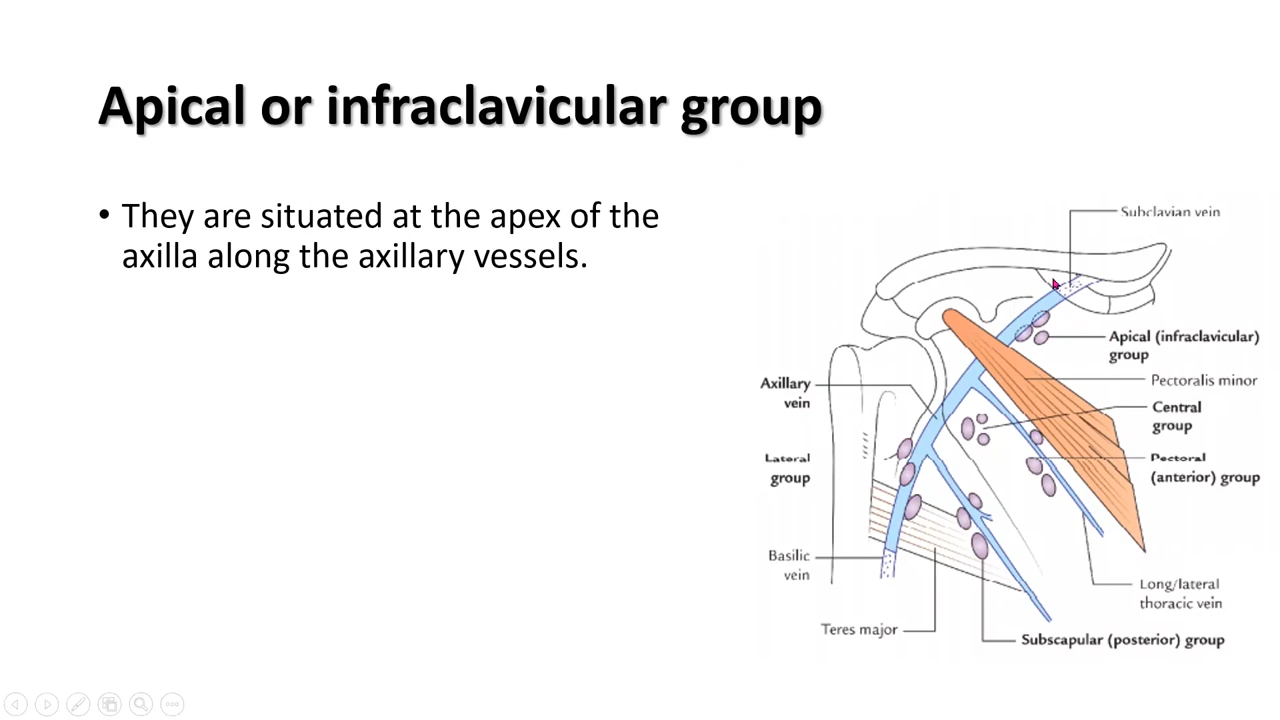 Apical or infraclavicular group
• They are situated at the apex of the
axilla along the axillary vessels.
Subclavian vein
Apical (infraclavicular)
group
Pectoralis minor
Axillary
vein
Central
group
Lateral
group
Pectoral
(anterior) group
Basilic
vein
Long/lateral
thoracic vein
Teres major
Subscapular (posterior) group